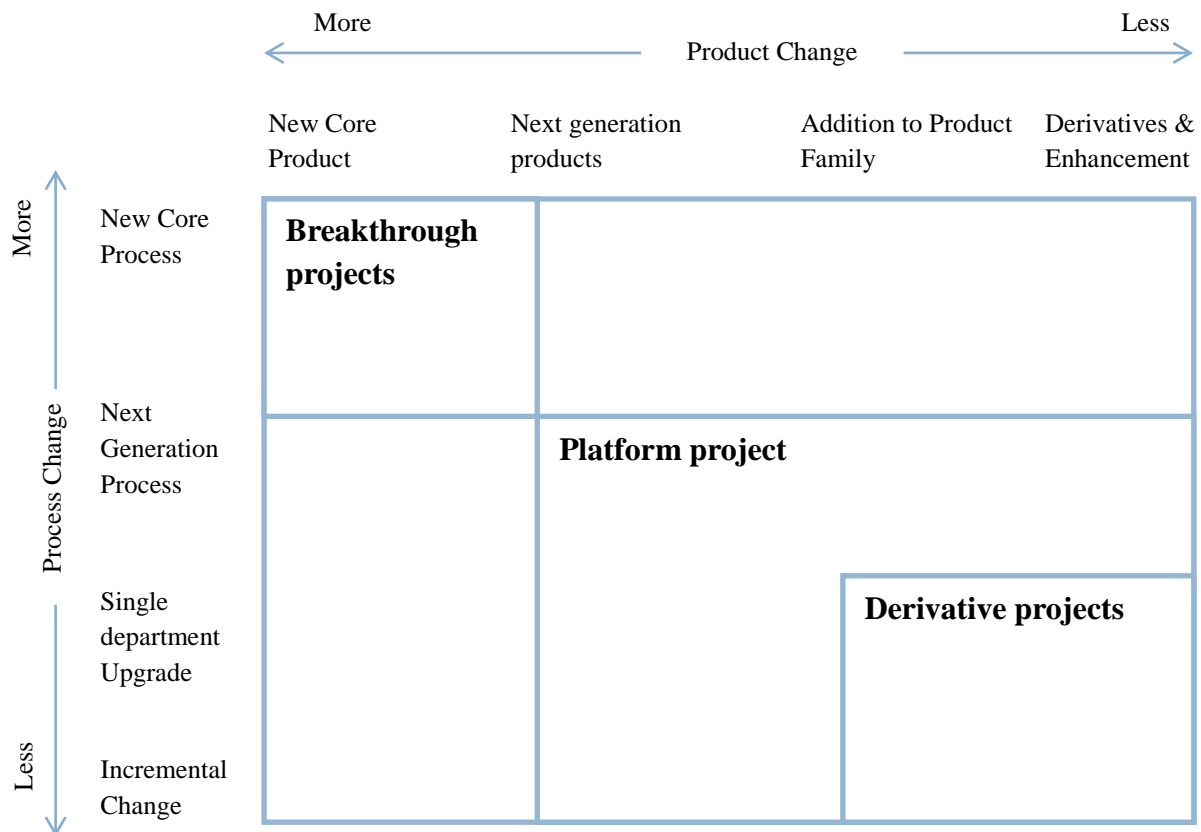 More
Less
Product Change
New Core
Product
Next generation
products
Addition to Product
Family
Derivatives &
Enhancement
More
Process Change
Less
New Core
Process
Breakthrough
projects
Next
Generation
Process
Platform project
Single
department
Upgrade
Derivative projects
Incremental
Change